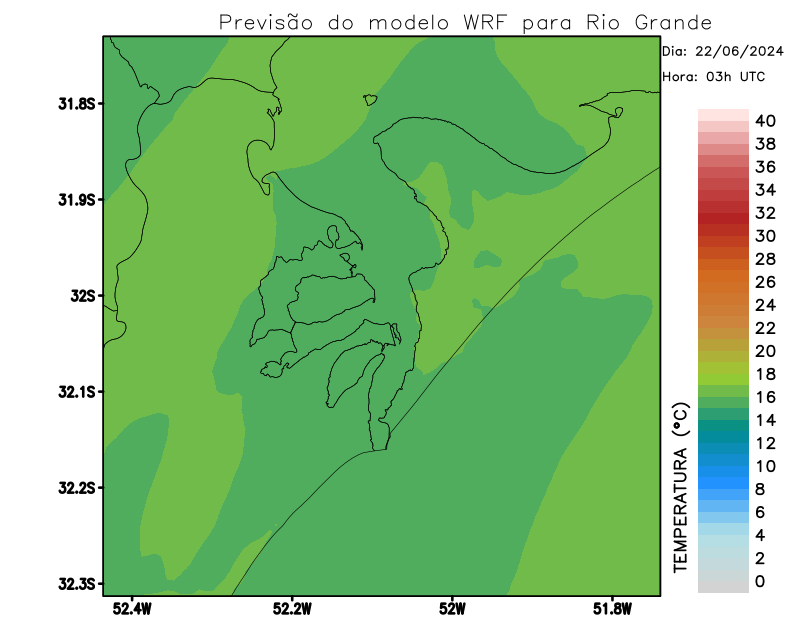 Previsão do modelo WRF para Rio Grande
Dia: 22/06/2024
Hora: 03h UTC
31.8S
31.9S
32S
32.1S
32.2S
32.3S
52.4W
52.2W
52W
51.8W
TEMPERATURA (°C)
40
38
36
34
32
30
28
26
24
22
20
18
16
14
12
10
8
6
4
2
0